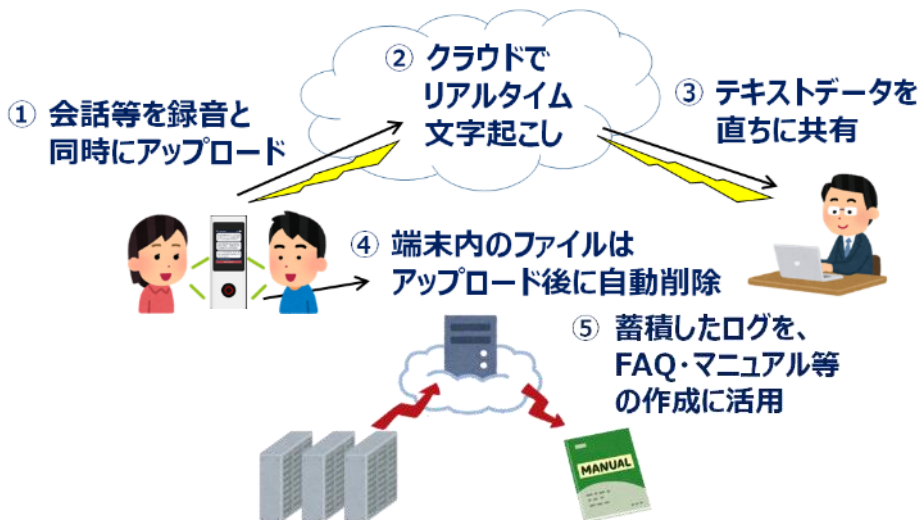 ① 会話等を録音と
同時にアップロード
② クラウドで
リアルタイム
文字起こし
③ テキストデータを
直ちに共有
④ 端末内のファイルは
アップロード後に自動削除
⑤ 蓄積したログを、
FAQ・マニュアル等
の作成に活用
MANUAL